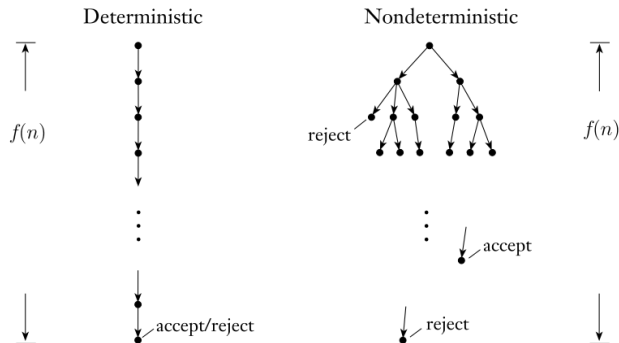 Deterministic
Nondeterministic
f(n)
reject
f(n)
accept
accept/reject
reject